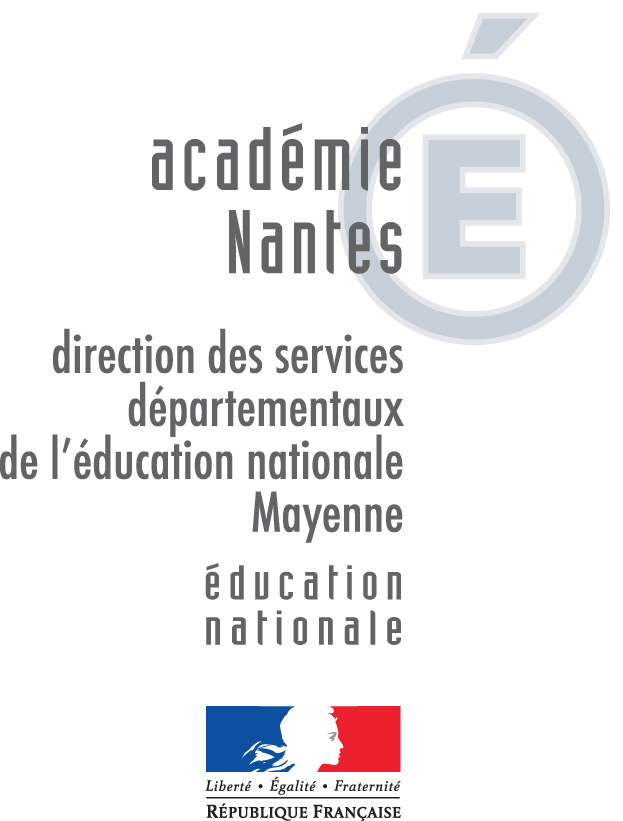 É
académie
Nantes
direction des services
départementaux
de l’éducation nationale
Mayenne
éducation
nationale
Liberté • Égalité • Fraternité
RÉPUBLIQUE FRANÇAISE